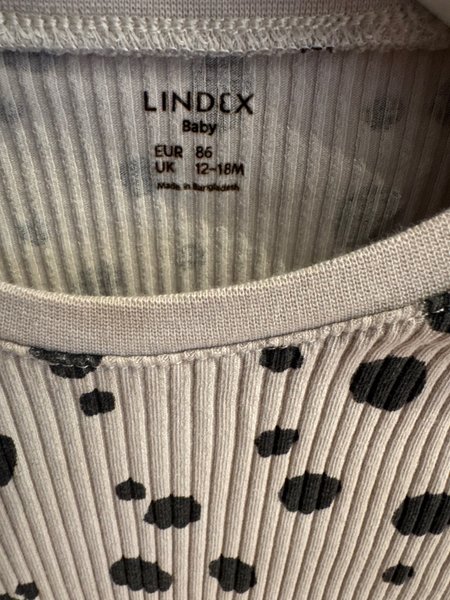 LINDEX
Baby
EUR 86
UK 12-18M
Made in Bangladesh